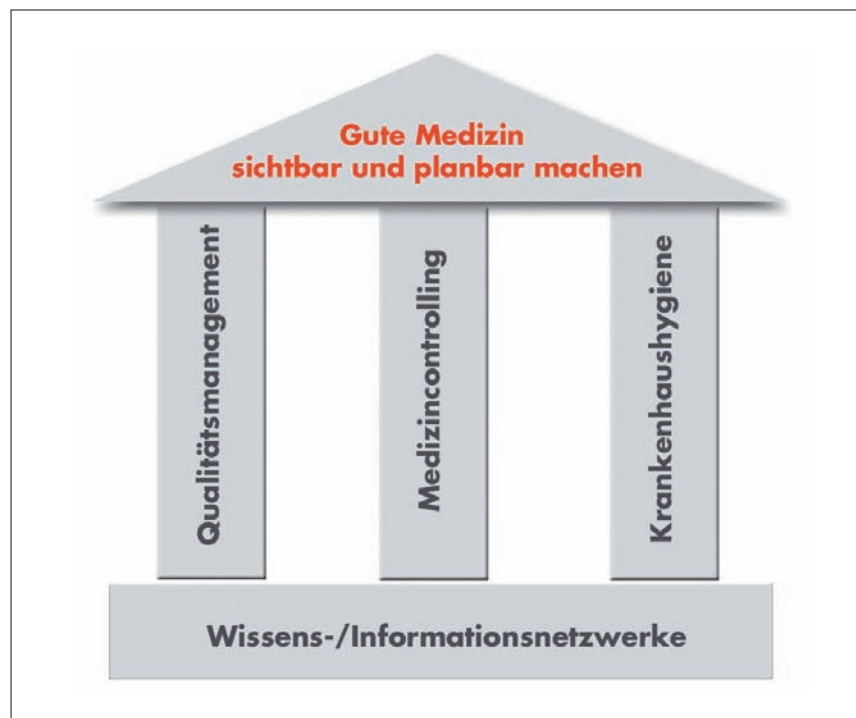 Gute Medizin
sichtbar und planbar machen
Qualitätsmanagement
Medizincontrolling
Krankenhaushygiene
Wissens-/Informationsnetzwerke